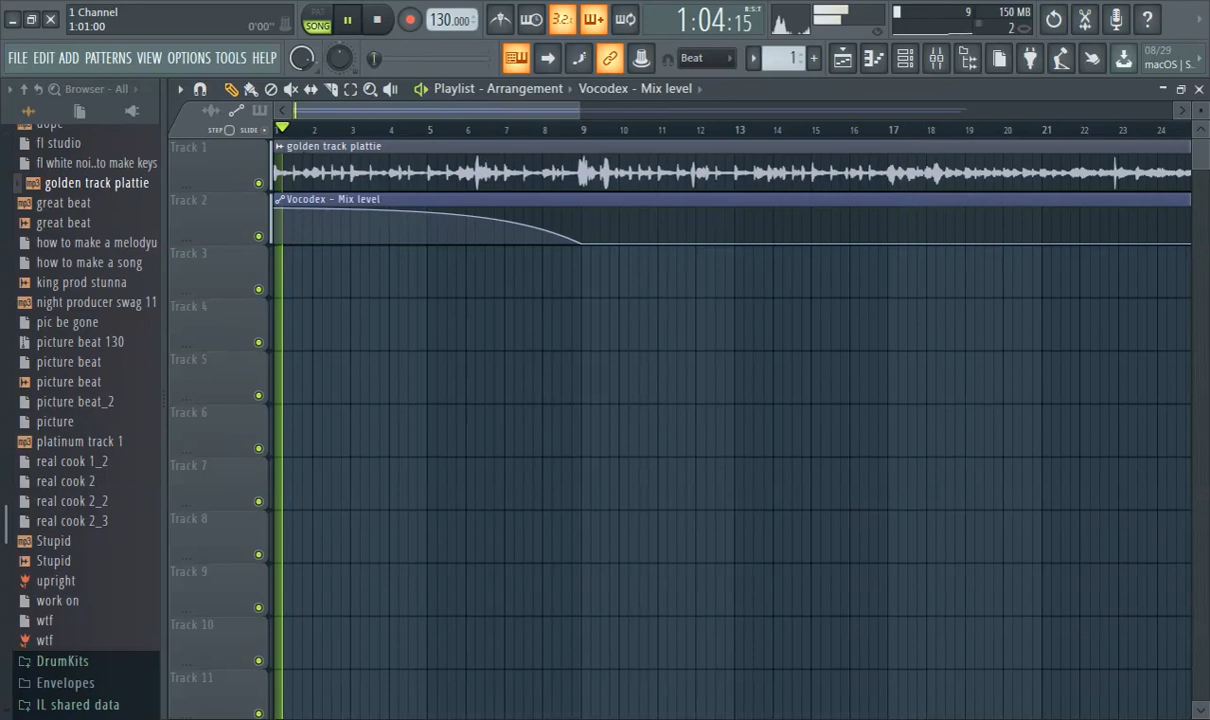 1 Channel
1:01:00
0'00"
PAT
SONG
130.000
3.2.
1:04:15
B:S:T
9
150 MB
2
FILE EDIT ADD PATTERNS VIEW OPTIONS TOOLS HELP
Beat
1
08/29
macOS | S
Browser - All
Playlist - Arrangement
Vocodex - Mix level
STEP
SLIDE
2 3 4 5 6 7 8 9 10 11 12 13 14 15 16 17 18 19 20 21 22 23 24
dope
fl studio
fl white noi..to make keys
golden track plattie
great beat
great beat
how to make a melodyu
how to make a song
king prod stunna
night producer swag 11
pic be gone
picture beat 130
picture beat
picture beat
picture beat_2
picture
platinum track 1
real cook 1_2
real cook 2
real cook 2_2
real cook 2_3
Stupid
Stupid
upright
work on
wtf
wtf
DrumKits
Envelopes
IL shared data
Track 1
golden track plattie
Track 2
Vocodex - Mix level
Track 3
Track 4
Track 5
Track 6
Track 7
Track 8
Track 9
Track 10
Track 11